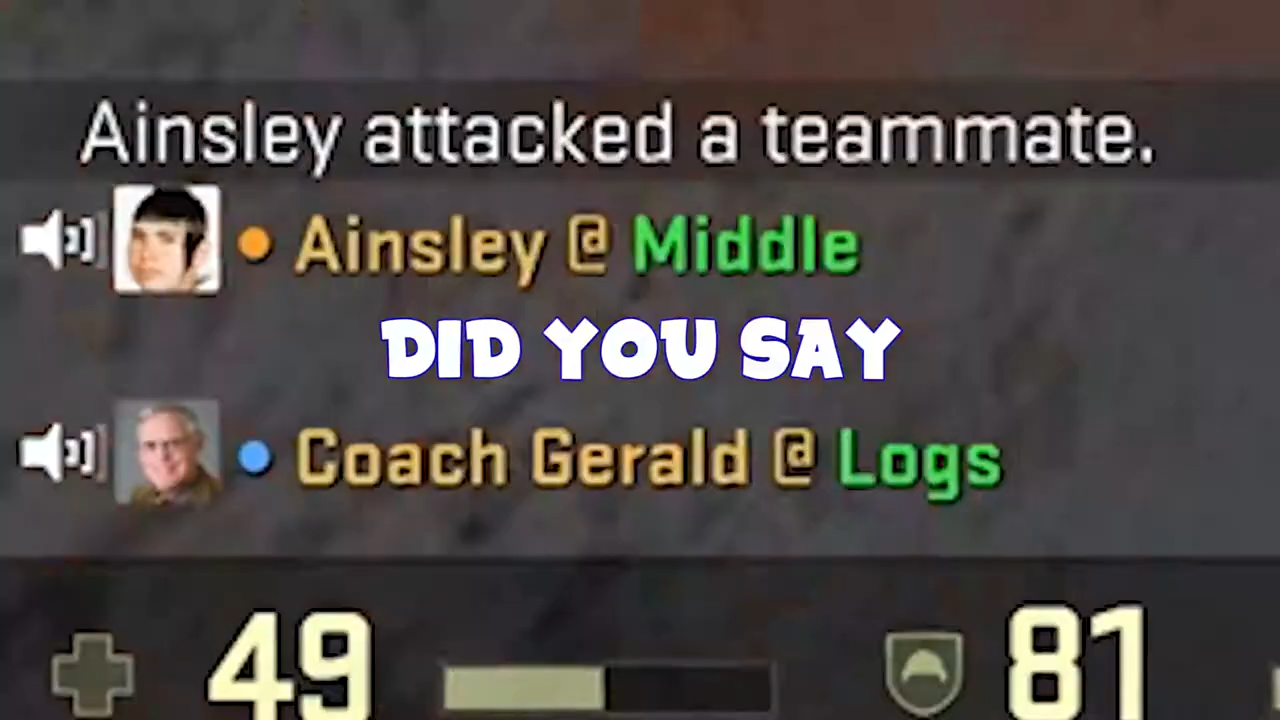 Ainsley attacked a teammate.
Ainsley @ Middle
DID YOU SAY
Coach Gerald @ Logs
49 81